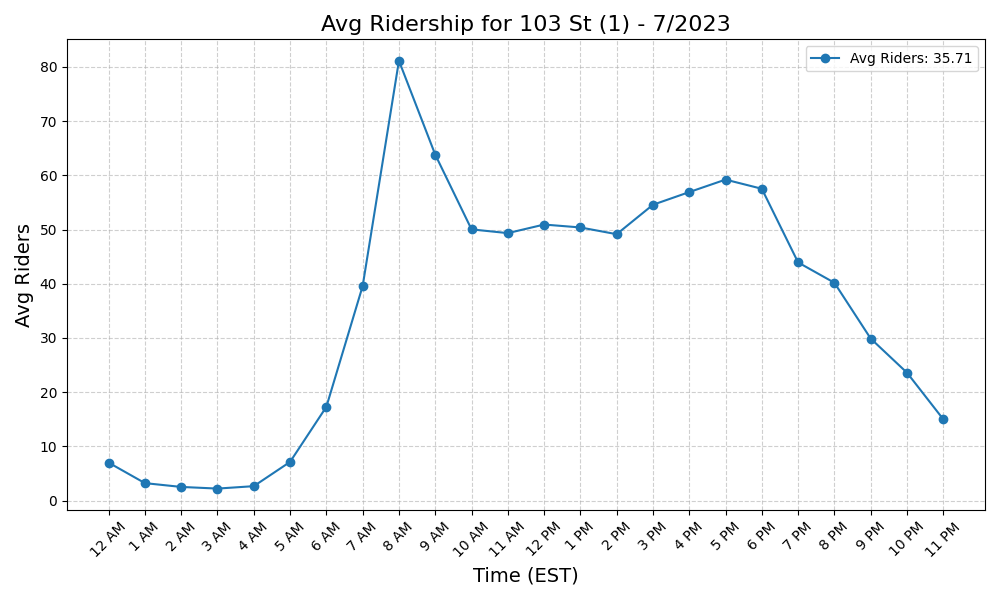 Avg Ridership for 103 St (1) - 7/2023
Avg Riders: 35.71
Avg Riders
80
70
60
50
40
30
20
10
0
12 AM
1 AM
2 AM
3 AM
4 AM
5 AM
6 AM
7 AM
8 AM
9 AM
10 AM
11 AM
12 PM
1 PM
2 PM
3 PM
4 PM
5 PM
6 PM
7 PM
8 PM
9 PM
10 PM
11 PM
Time (EST)